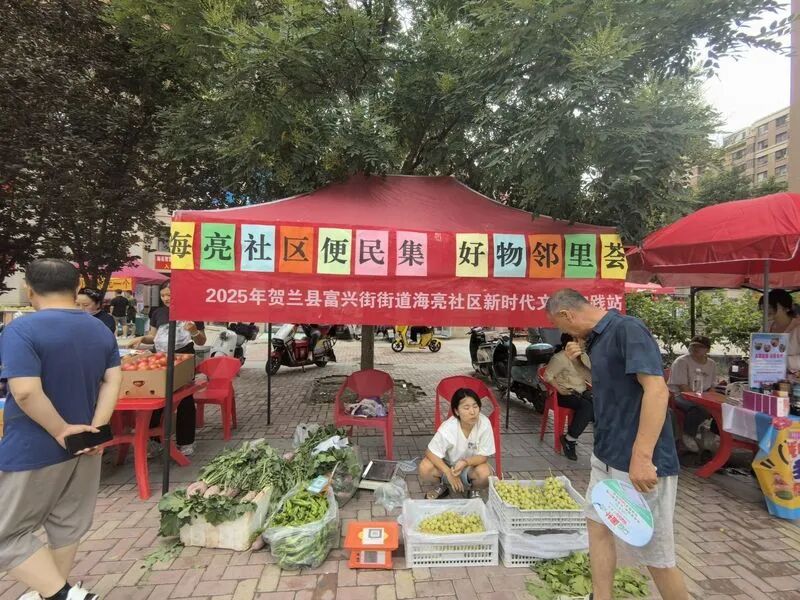 海亮社区便民集 好物邻里荟
2025年贺兰县富兴街街道海亮社区新时代文
践站